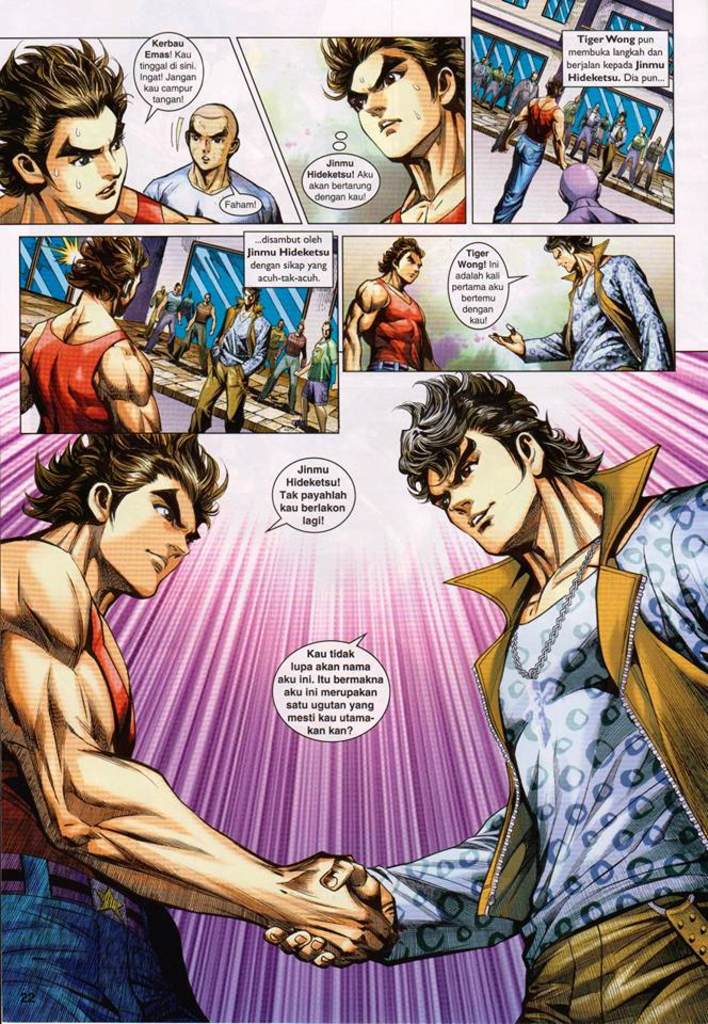 Kerbau
Emas! Kau
tinggal di sini.
Ingat! Jangan
kau campur
tangan!
Faham!
Jinmu
Hideketsu! Aku
akan bertarung
dengan kau!
Tiger Wong pun
membuka langkah dan
berjalan kepada Jinmu
Hideketsu. Dia pun...
...disambut oleh
Jinmu Hideketsu
dengan sikap yang
acuh-tak-acuh.
Tiger
Wong! Ini
adalah kali
pertama aku
bertemu
dengan
kau!
Jinmu
Hideketsu!
Tak payahlah
kau berlakon
lagi!
Kau tidak
lupa akan nama
aku ini. Itu bermakna
aku ini merupakan
satu ugutan yang
mesti kau utama-
kan kan?
22